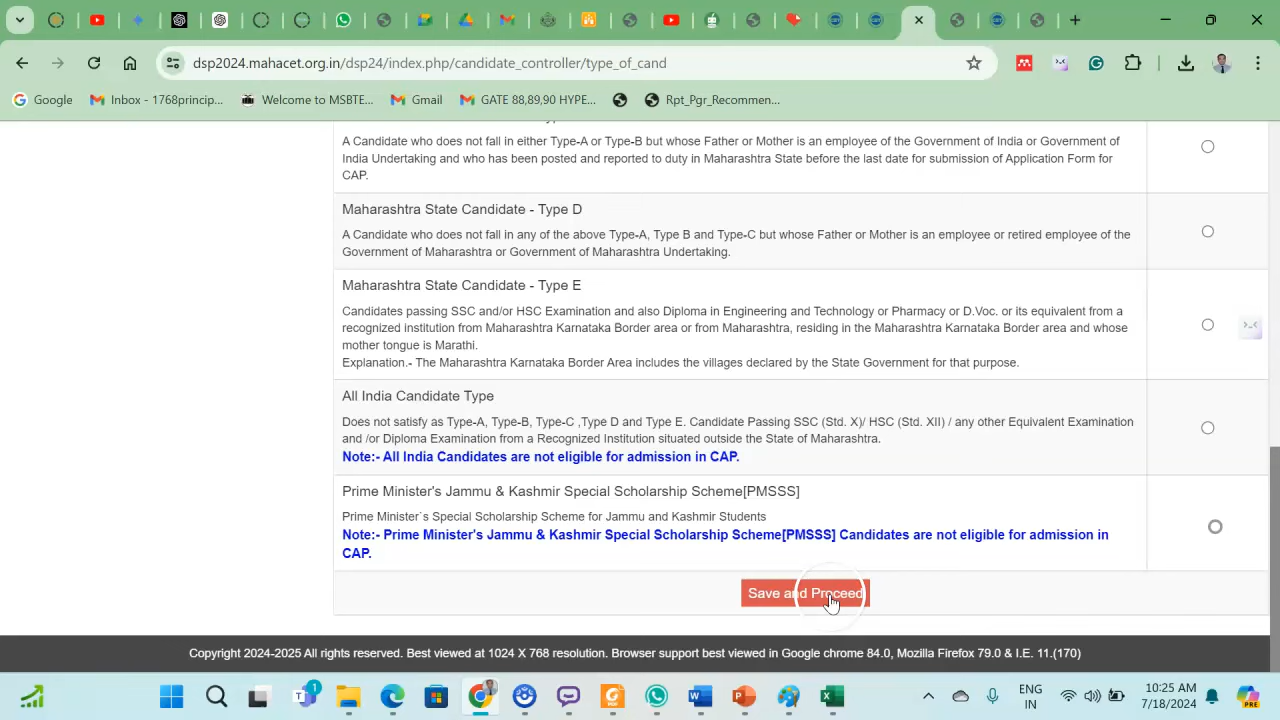 dsp2024.mahacet.org.in/dsp24/index.php/candidate_controller/type_of_cand
Google
Inbox - 1768princip...
Welcome to MSBTE...
Gmail
GATE 88,89,90 HYPE...
Rpt_Pgr_Recommen...
A Candidate who does not fall in either Type-A or Type-B but whose Father or Mother is an employee of the Government of India or Government of
India Undertaking and who has been posted and reported to duty in Maharashtra State before the last date for submission of Application Form for
CAP.
Maharashtra State Candidate - Type D
A Candidate who does not fall in any of the above Type-A, Type B and Type-C but whose Father or Mother is an employee or retired employee of the
Government of Maharashtra or Government of Maharashtra Undertaking.
Maharashtra State Candidate - Type E
Candidates passing SSC and/or HSC Examination and also Diploma in Engineering and Technology or Pharmacy or D.Voc. or its equivalent from a
recognized institution from Maharashtra Karnataka Border area or from Maharashtra, residing in the Maharashtra Karnataka Border area and whose
mother tongue is Marathi.
Explanation.- The Maharashtra Karnataka Border Area includes the villages declared by the State Government for that purpose.
All India Candidate Type
Does not satisfy as Type-A, Type-B, Type-C ,Type D and Type E. Candidate Passing SSC (Std. X)/ HSC (Std. XII) / any other Equivalent Examination
and /or Diploma Examination from a Recognized Institution situated outside the State of Maharashtra.
Note:- All India Candidates are not eligible for admission in CAP.
Prime Minister's Jammu & Kashmir Special Scholarship Scheme[PMSSS]
Prime Minister`s Special Scholarship Scheme for Jammu and Kashmir Students
Note:- Prime Minister's Jammu & Kashmir Special Scholarship Scheme[PMSSS] Candidates are not eligible for admission in
CAP.
Save and Proceed
Copyright 2024-2025 All rights reserved. Best viewed at 1024 X 768 resolution. Browser support best viewed in Google chrome 84.0, Mozilla Firefox 79.0 & I.E. 11.(170)
1
ENG
IN
10:25 AM
7/18/2024
PRE